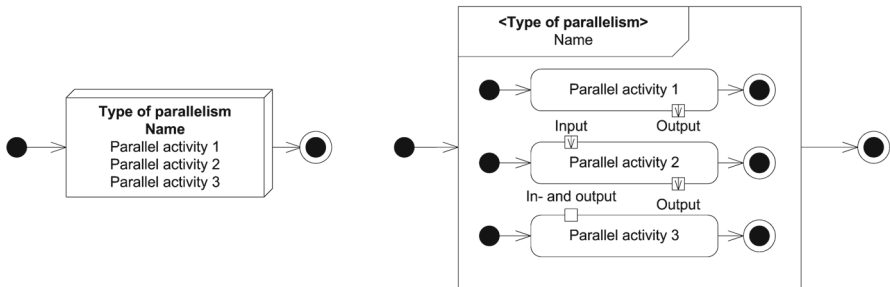 Type of parallelism
Name
Parallel activity 1
Parallel activity 2
Parallel activity 3
<Type of parallelism>
Name
Parallel activity 1
Input
Output
Parallel activity 2
In- and output
Output
Parallel activity 3